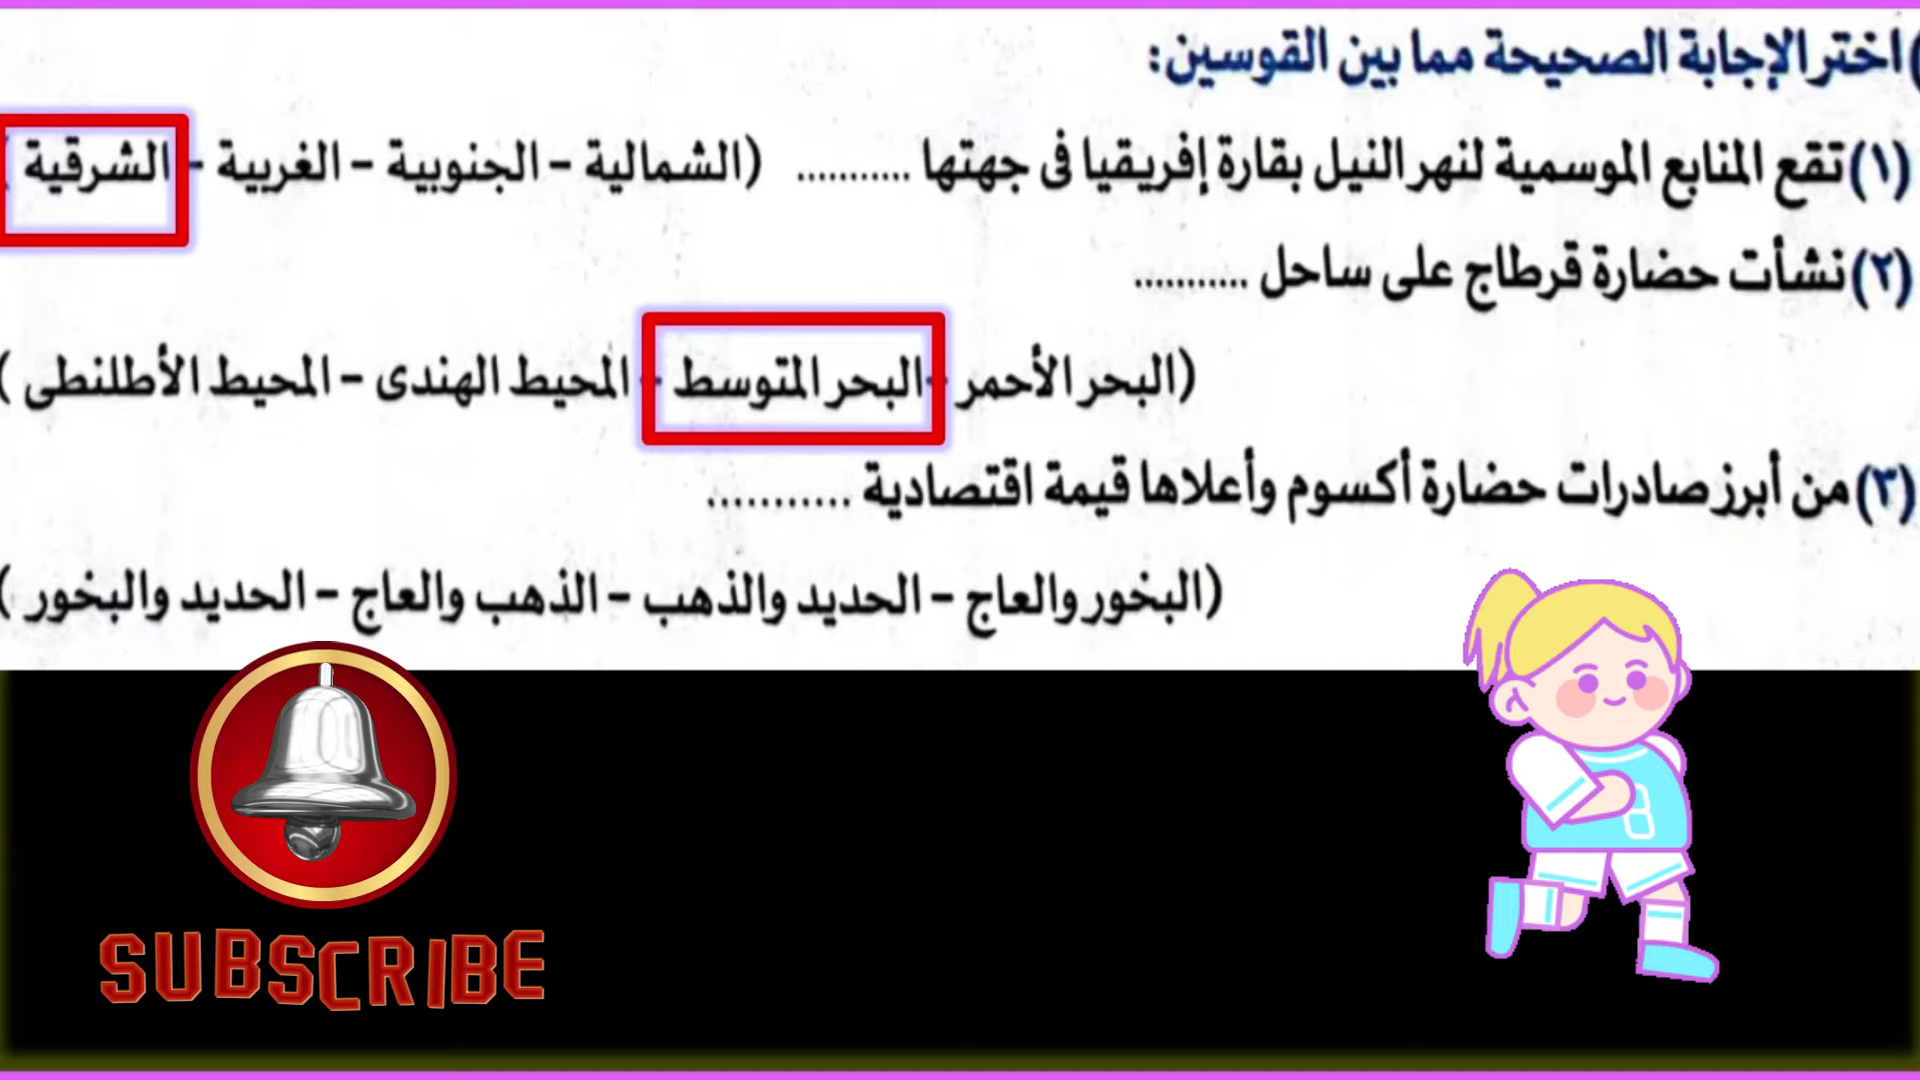 ) اختر الإجابة الصحيحة مما بين القوسين:
(١) تقع المنابع الموسمية لنهر النيل بقارة إفريقيا فى جهتها ........... (الشمالية – الجنوبية – الغربية – الشرقية )
(٢) نشأت حضارة قرطاج على ساحل ...........
(البحر الأحمر – البحر المتوسط – المحيط الهندى – المحيط الأطلنطى )
(٣) من أبرز صادرات حضارة أكسوم وأعلاها قيمة اقتصادية ...........
(البخور والعاج – الحديد والذهب – الذهب والعاج – الحديد والبخور )
SUBSCRIBE